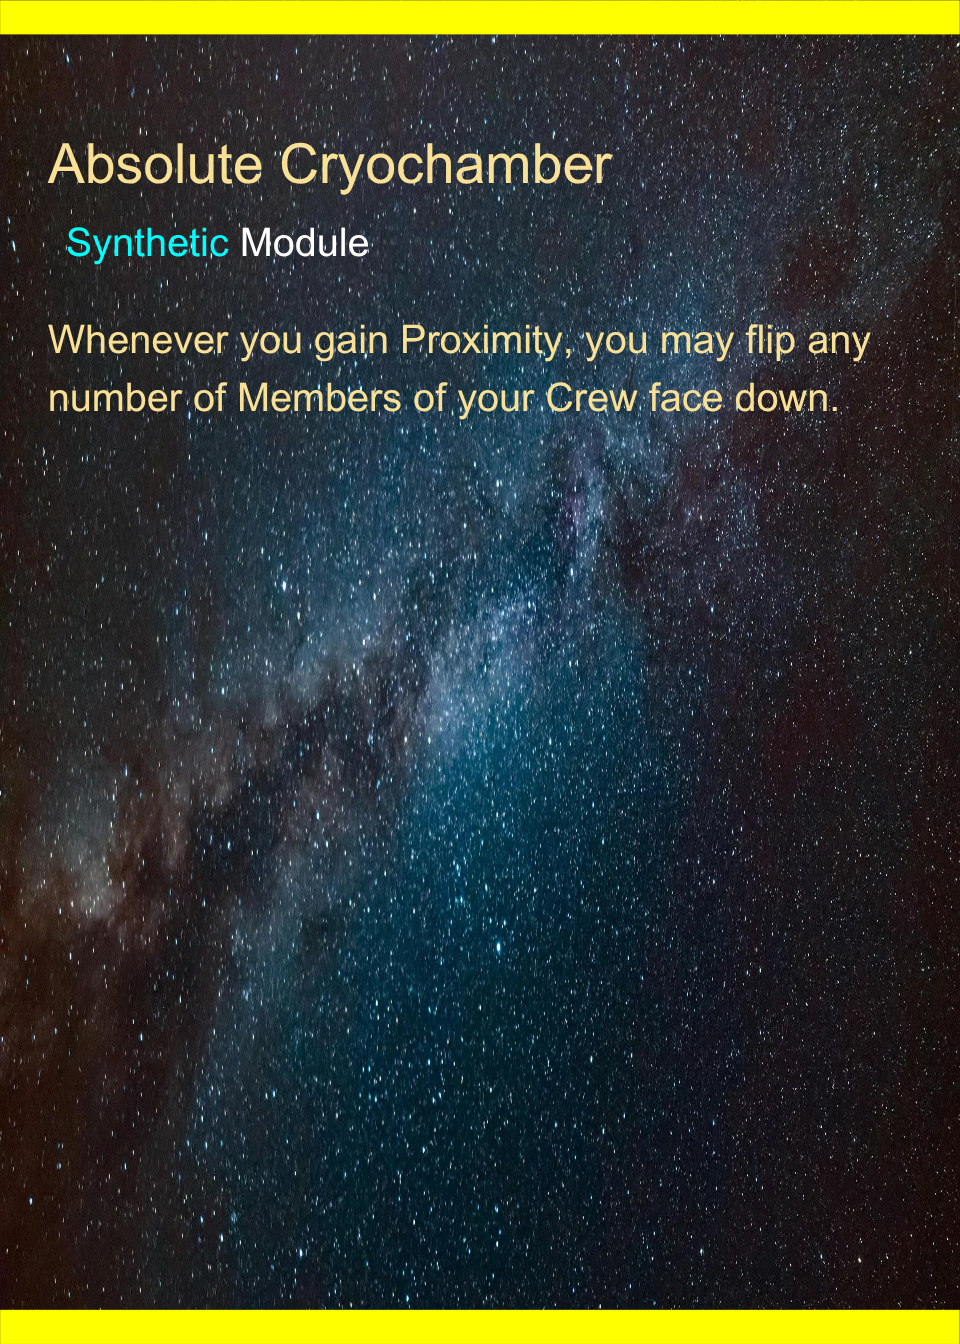 Absolute Cryochamber
Synthetic Module
Whenever you gain Proximity, you may flip any
number of Members of your Crew face down.